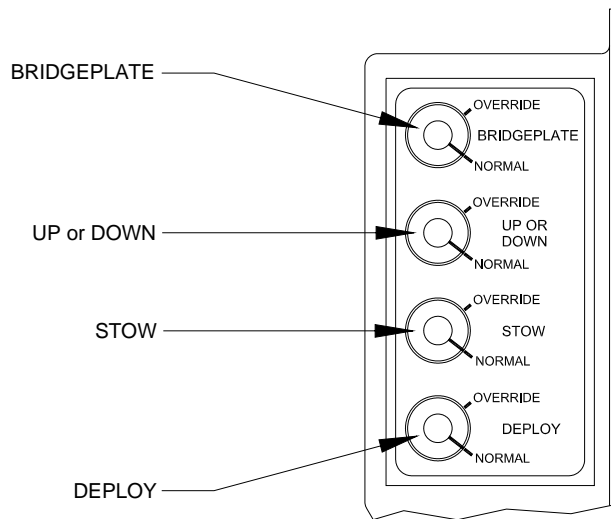 OVERRIDE
BRIDGEPLATE
BRIDGEPLATE
NORMAL
OVERRIDE
UP or DOWN
UP OR
DOWN
NORMAL
OVERRIDE
STOW
STOW
NORMAL
OVERRIDE
DEPLOY
NORMAL
DEPLOY